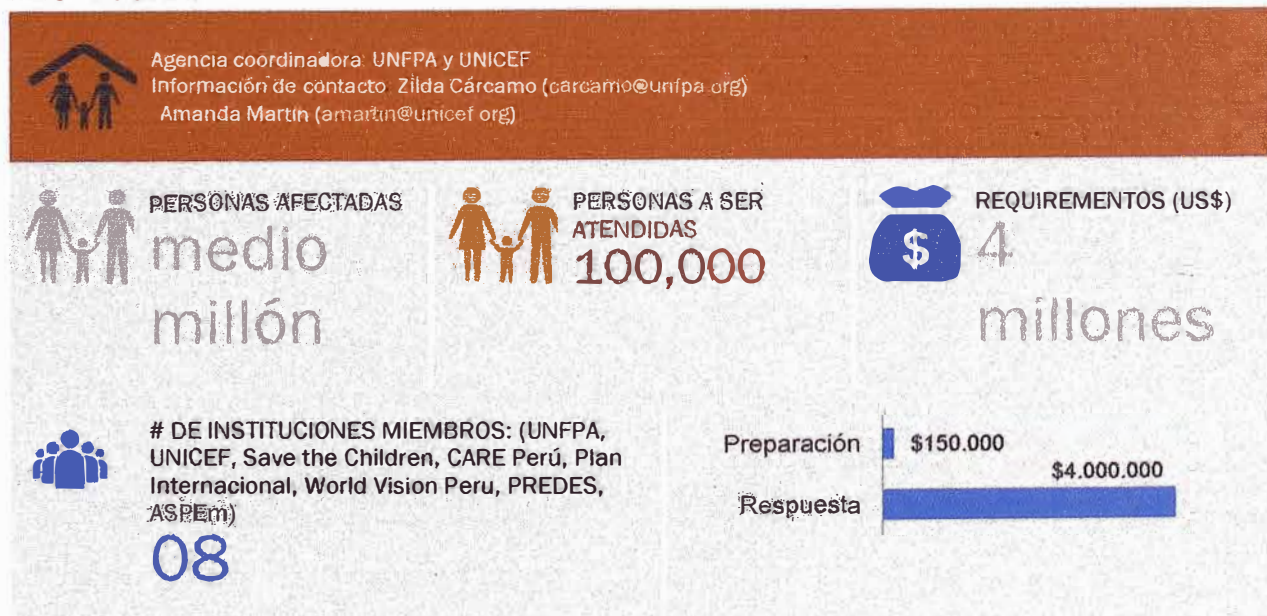 Agencia coordinadora: UNFPA y UNICEF
Información de contacto: Zilda Cárcamo (carcamo@unfpa.org)
Amanda Martin (amartin@unicef.org)
PERSONAS AFECTADAS
medio
millón
PERSONAS A SER
ATENDIDAS
100,000
REQUIREMENTOS (US$)
$
4
millones
# DE INSTITUCIONES MIEMBROS: (UNFPA,
UNICEF, Save the Children, CARE Perú, Plan
Internacional, World Vision Peru, PREDES,
ASPEm)
08
Preparación $150.000
$4.000.000
Respuesta